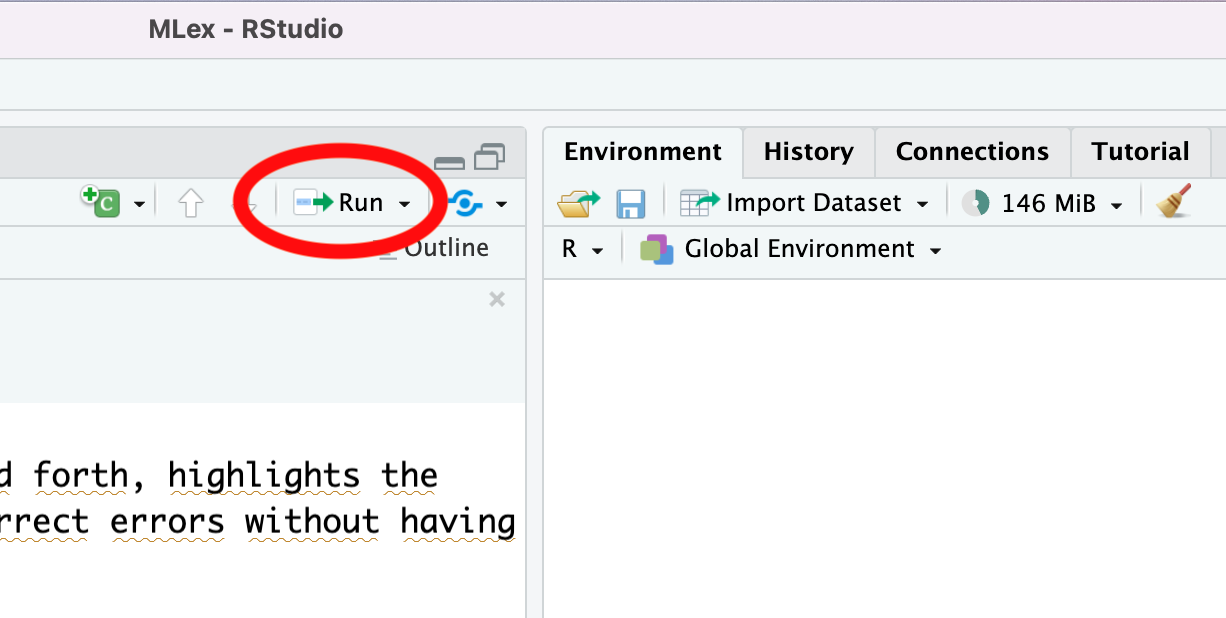 MLex - RStudio
C
Run
Outline
forth, highlights the
errors without having
Environment
History
Connections
Tutorial
Import Dataset
146 MiB
R
Global Environment